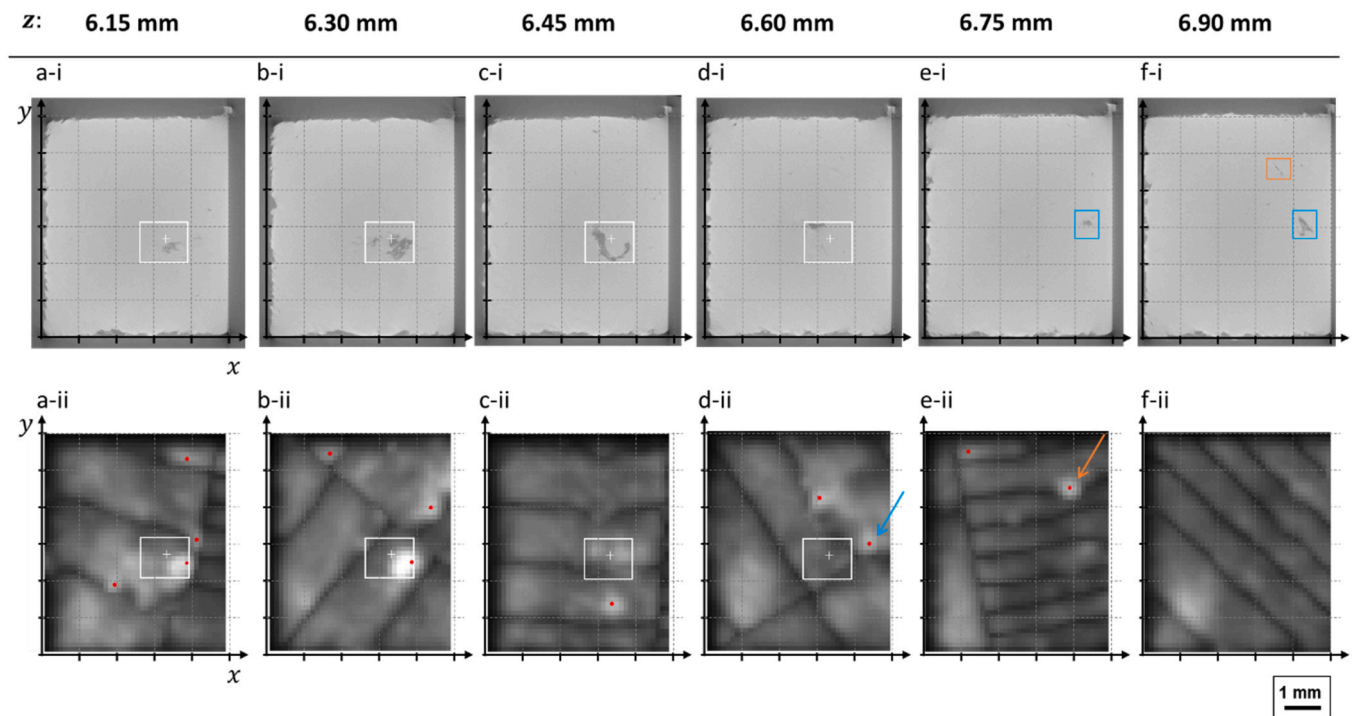 z: 6.15 mm 6.30 mm 6.45 mm 6.60 mm 6.75 mm 6.90 mm
a-i b-i c-i d-i e-i f-i
y
x
a-ii b-ii c-ii d-ii e-ii f-ii
y
x
1 mm